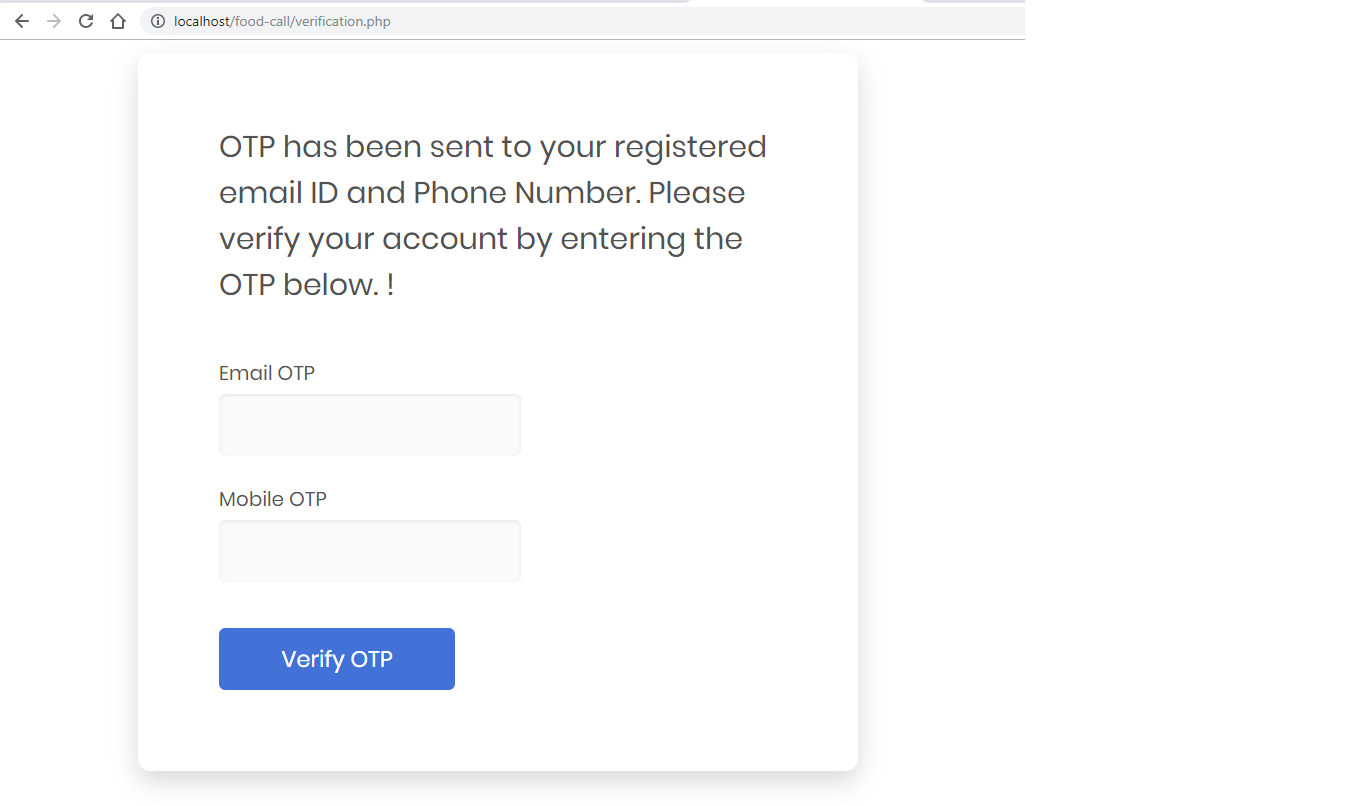 localhost/food-call/verification.php
OTP has been sent to your registered
email ID and Phone Number. Please
verify your account by entering the
OTP below. !
Email OTP
Mobile OTP
Verify OTP